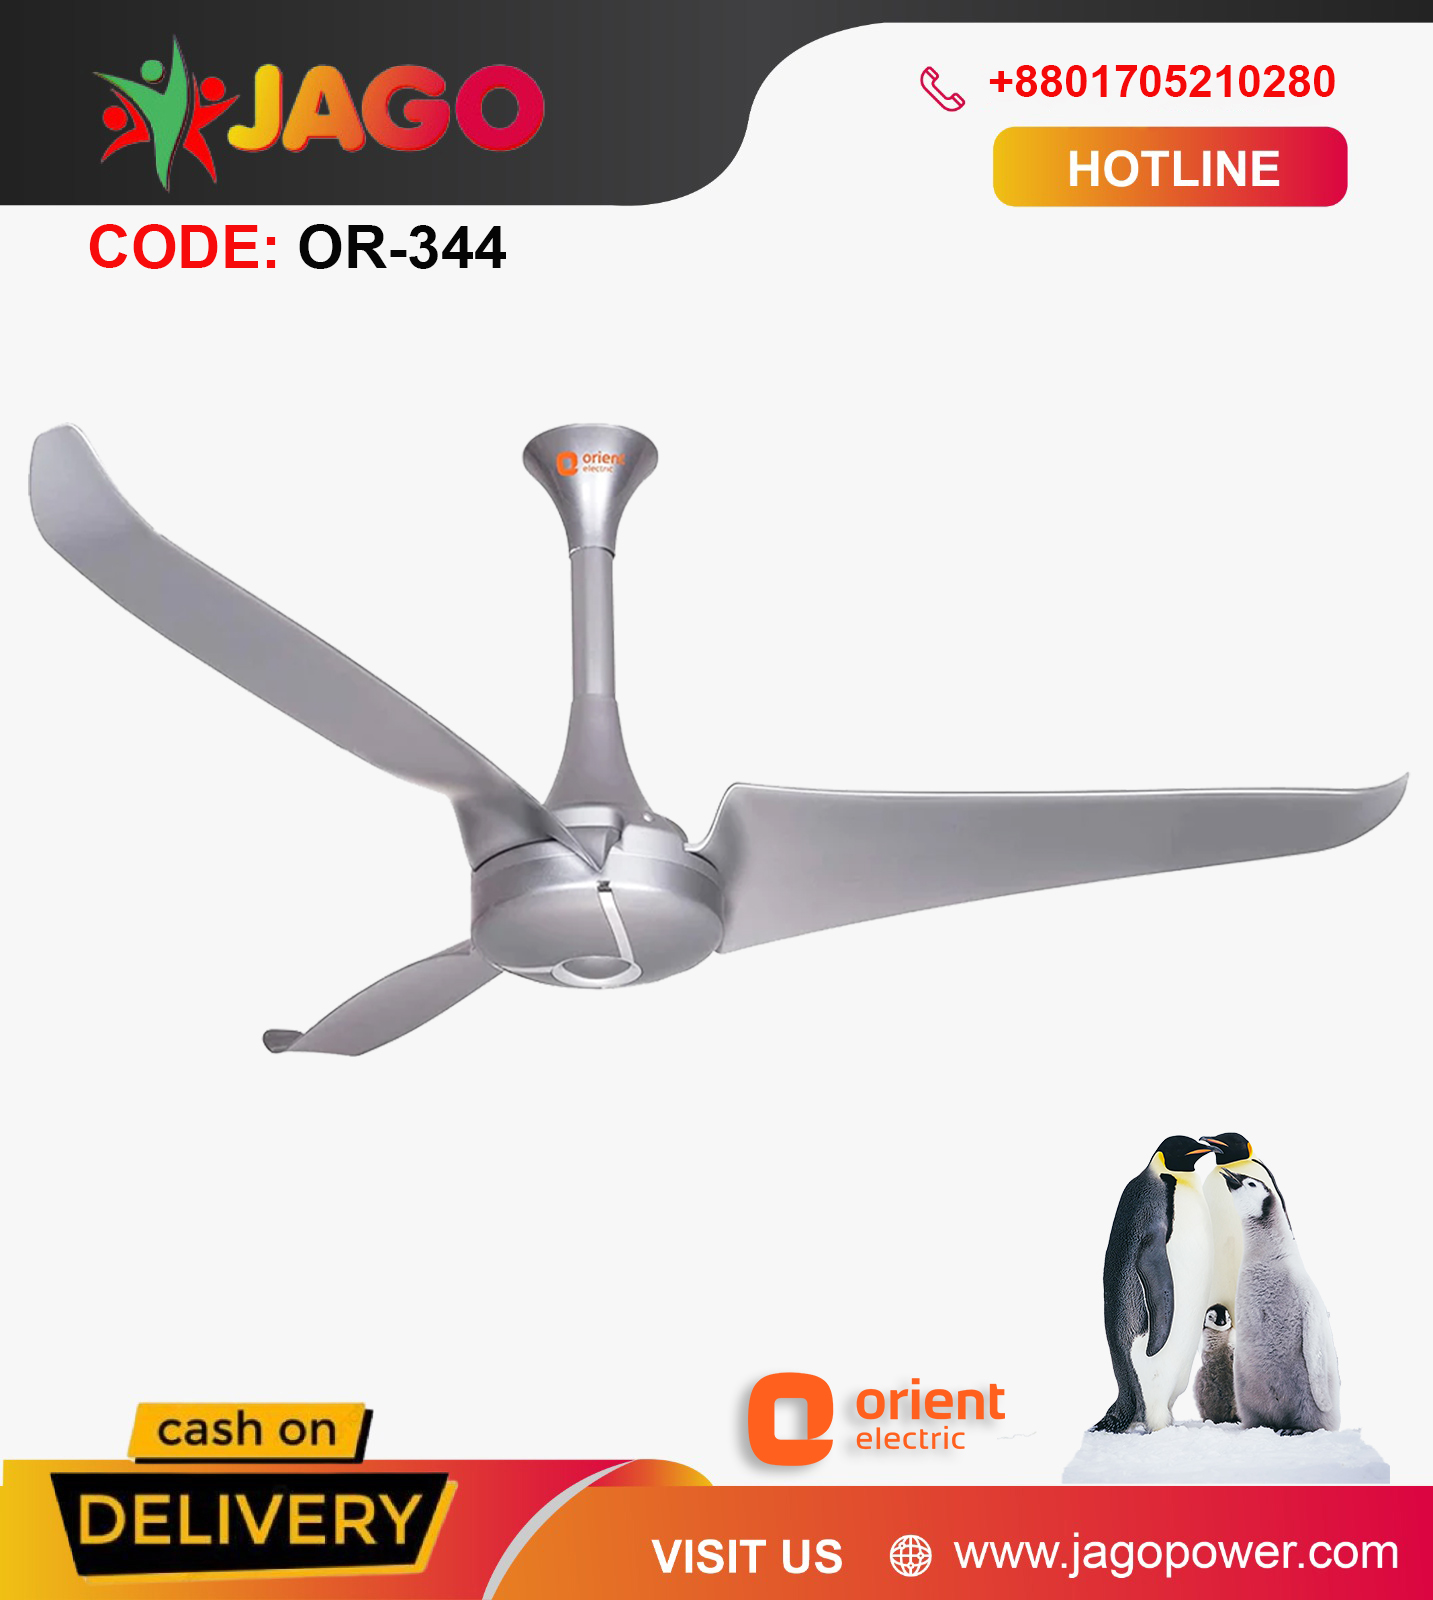 JAGO
+8801705210280
HOTLINE
CODE: OR-344
orient
electric
orient
electric
cash on
DELIVERY
VISIT US
www.jagopower.com